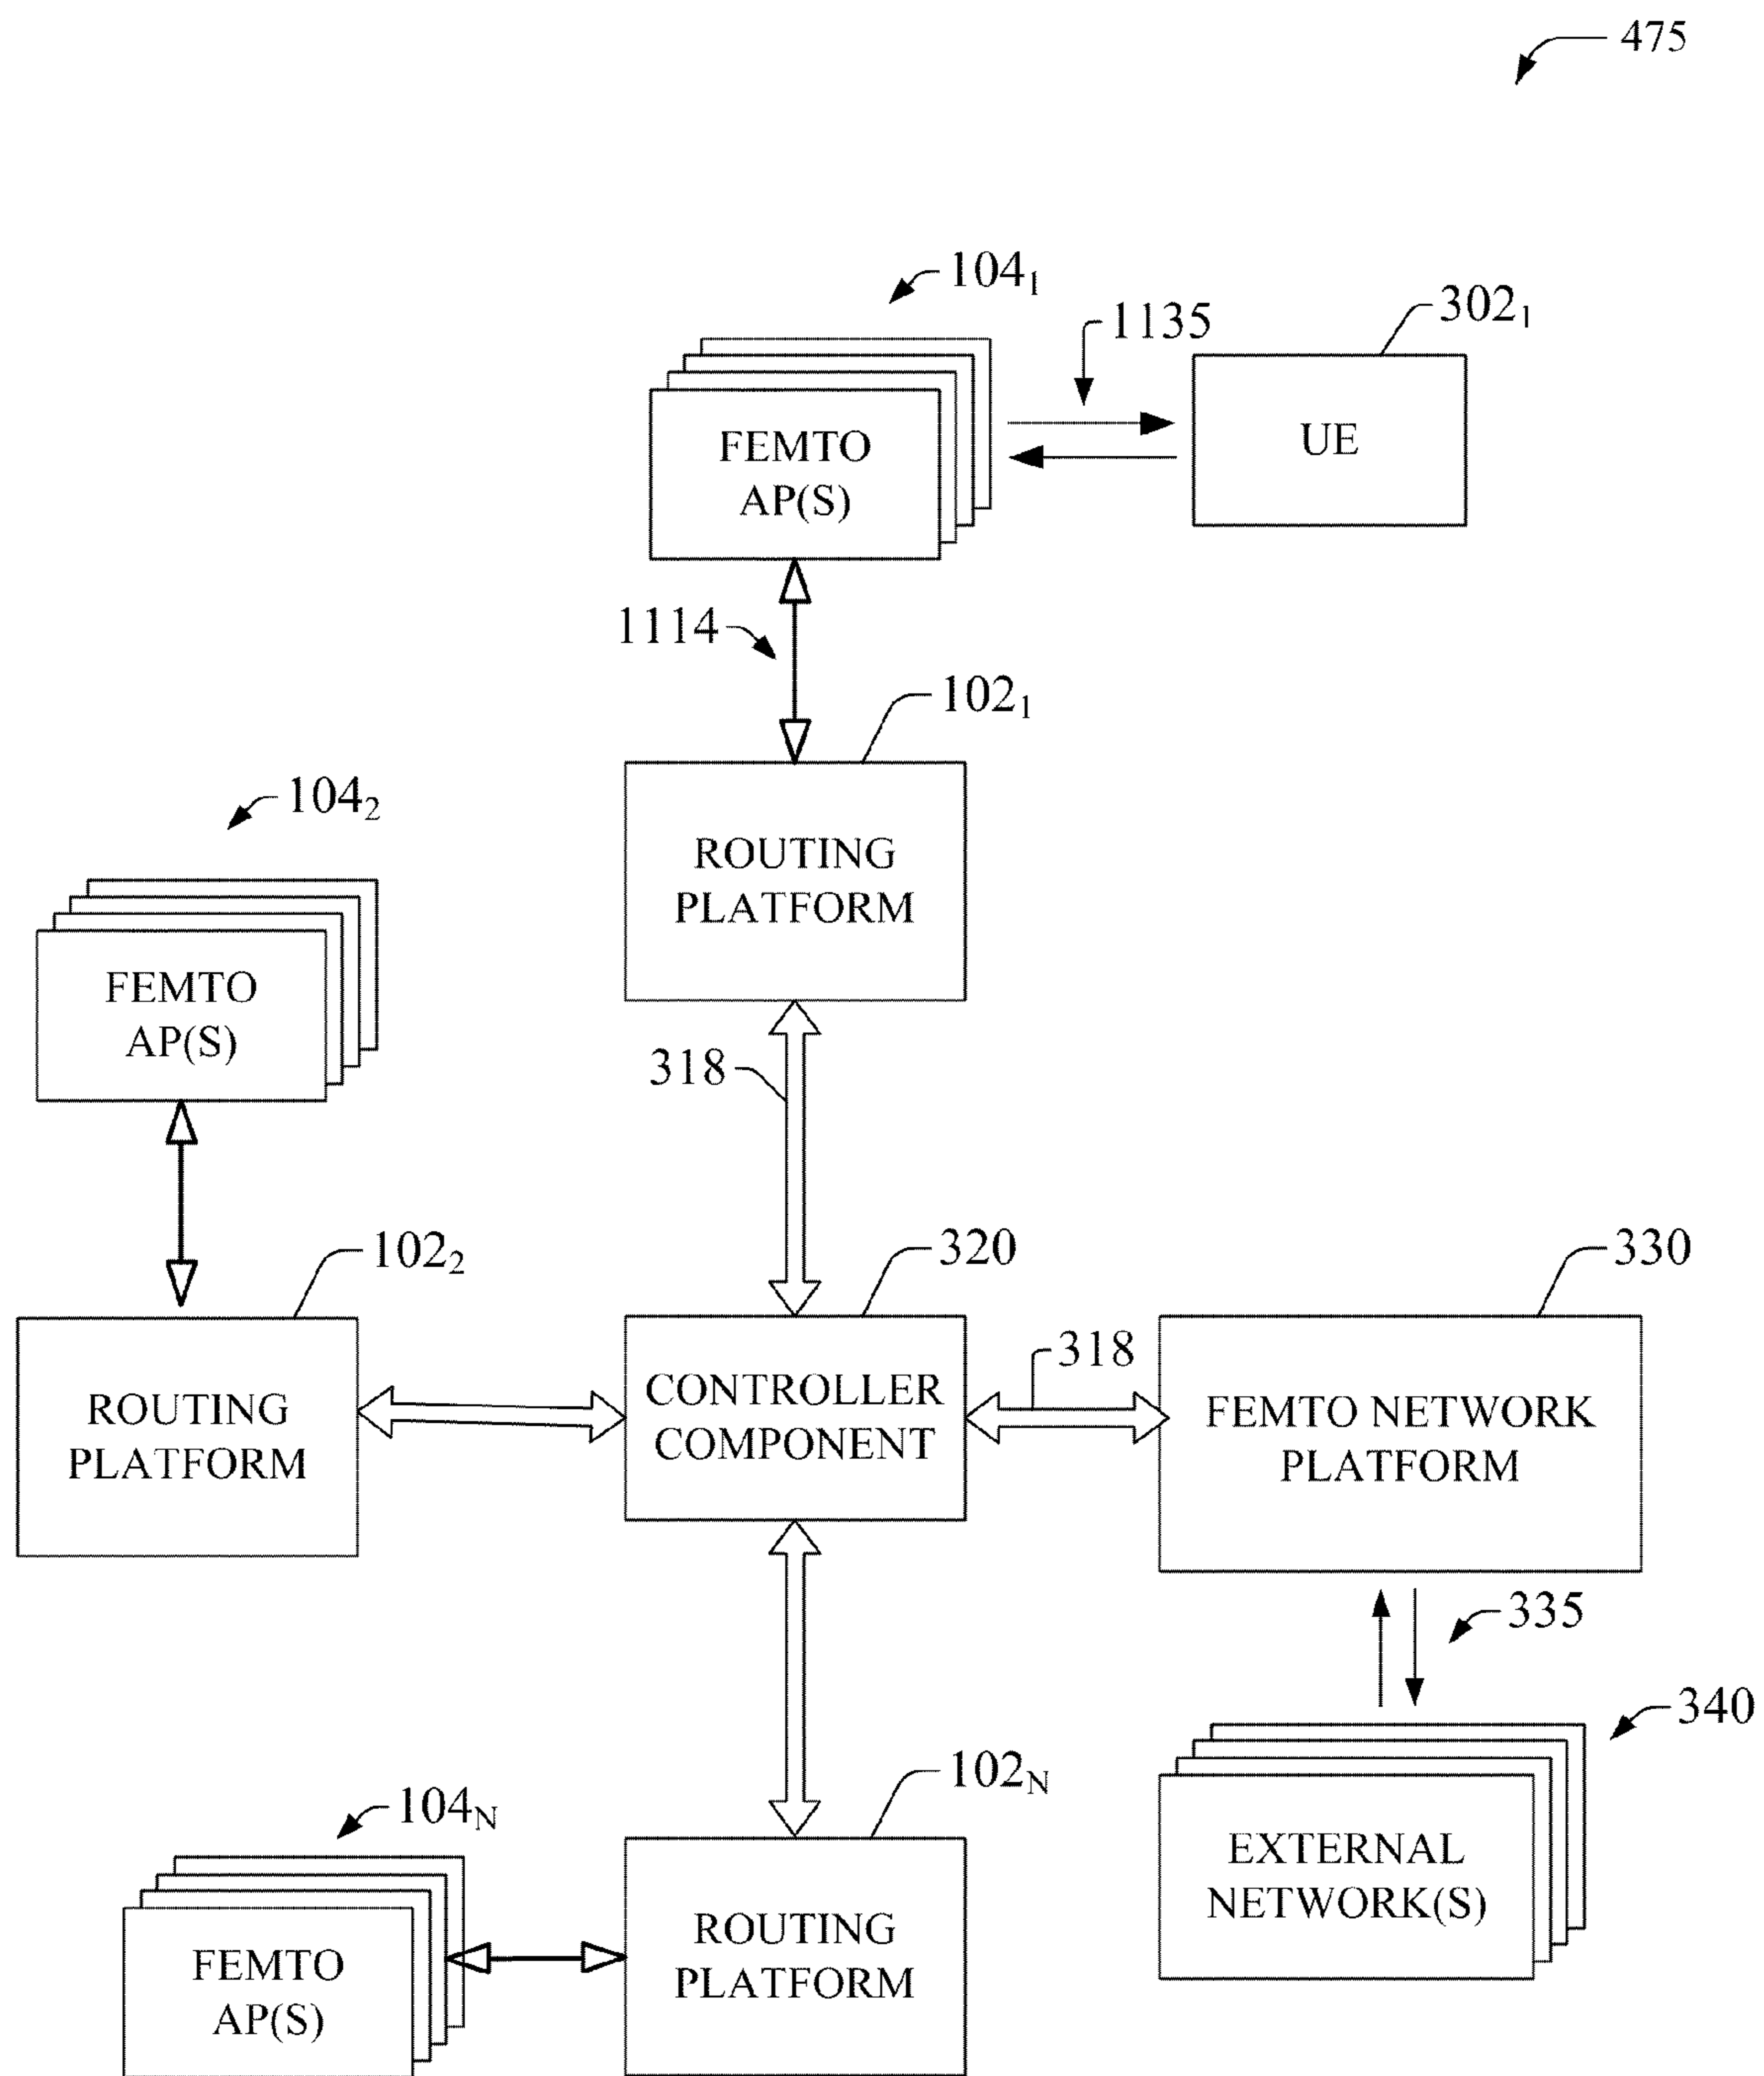 475
104₁
1135
302₁
FEMTO
AP(S)
UE
1114
102₁
ROUTING
PLATFORM
104₂
FEMTO
AP(S)
318
102₂
320
330
ROUTING
PLATFORM
CONTROLLER
COMPONENT
318
FEMTO NETWORK
PLATFORM
335
340
102N
104N
EXTERNAL
NETWORK(S)
ROUTING
PLATFORM
FEMTO
AP(S)